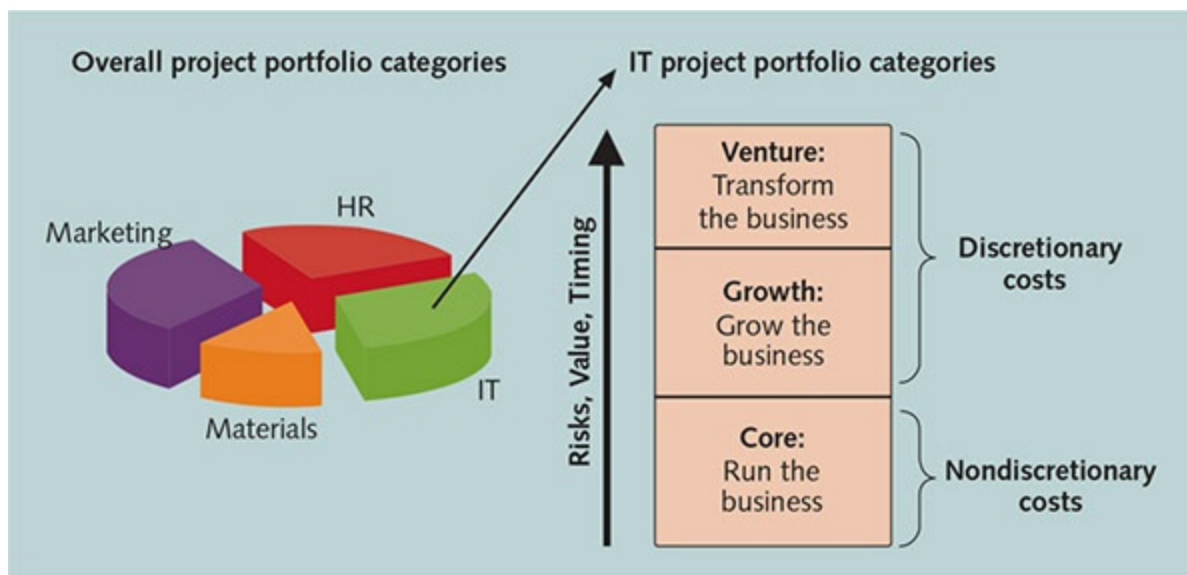 Overall project portfolio categories
IT project portfolio categories
Marketing
HR
IT
Materials
Risks, Value, Timing
Venture:
Transform
the business
Growth:
Grow the
business
Core:
Run the
business
Discretionary
costs
Nondiscretionary
costs